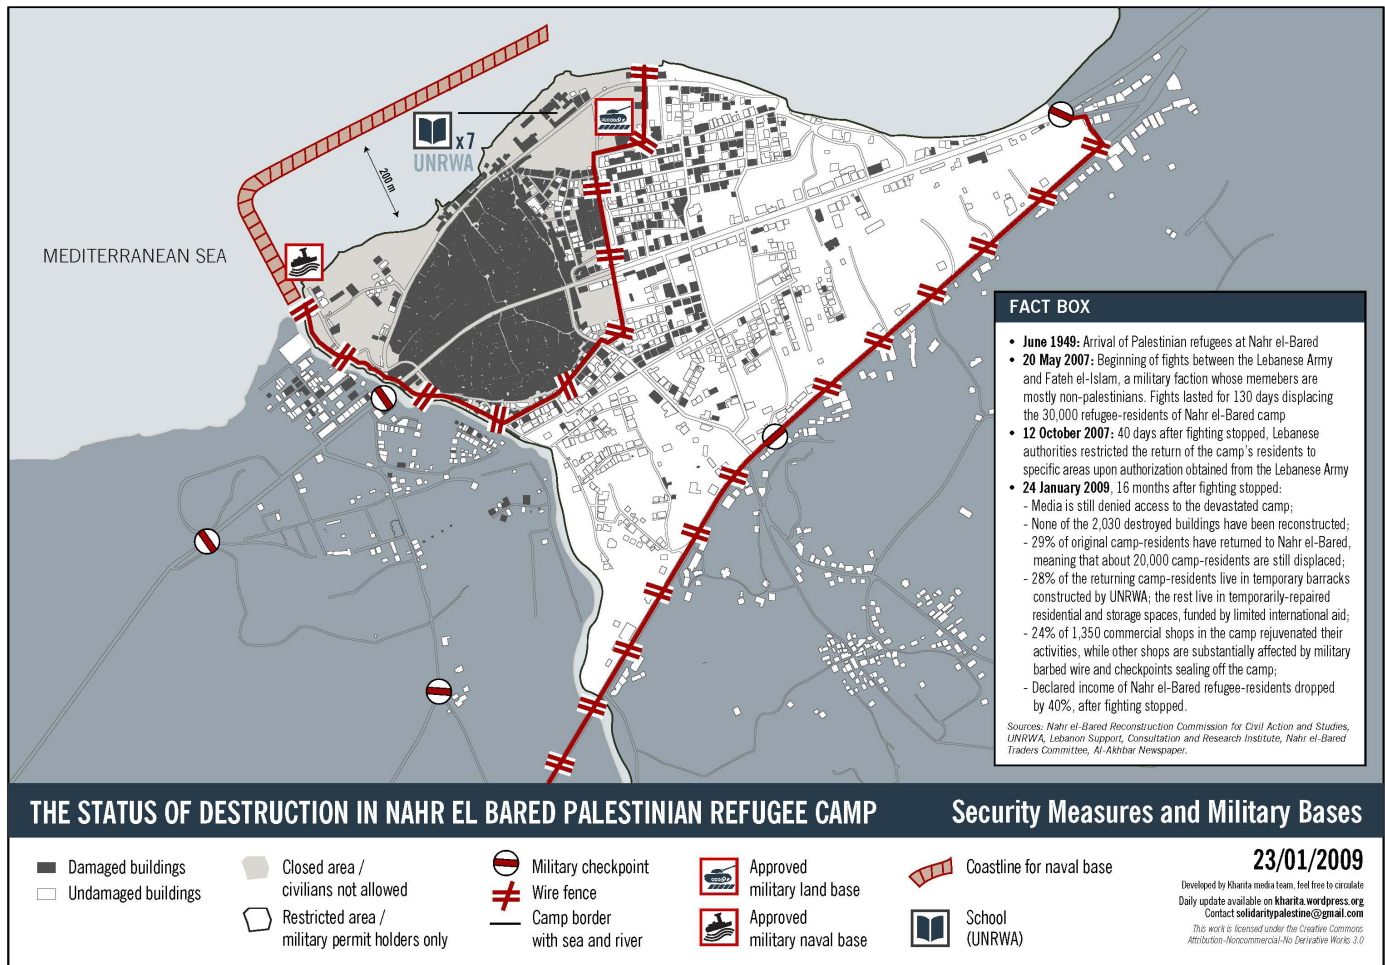 x7
UNRWA
200 m
MEDITERRANEAN SEA
FACT BOX
• June 1949: Arrival of Palestinian refugees at Nahr el-Bared
• 20 May 2007: Beginning of fights between the Lebanese Army
and Fateh el-Islam, a military faction whose memebers are
mostly non-palestinians. Fights lasted for 130 days displacing
the 30,000 refugee-residents of Nahr el-Bared camp
• 12 October 2007: 40 days after fighting stopped, Lebanese
authorities restricted the return of the camp's residents to
specific areas upon authorization obtained from the Lebanese Army
• 24 January 2009, 16 months after fighting stopped:
- Media is still denied access to the devastated camp;
- None of the 2,030 destroyed buildings have been reconstructed;
- 29% of original camp-residents have returned to Nahr el-Bared,
meaning that about 20,000 camp-residents are still displaced;
- 28% of the returning camp-residents live in temporary barracks
constructed by UNRWA; the rest live in temporarily-repaired
residential and storage spaces, funded by limited international aid;
- 24% of 1,350 commercial shops in the camp rejuvenated their
activities, while other shops are substantially affected by military
barbed wire and checkpoints sealing off the camp;
- Declared income of Nahr el-Bared refugee-residents dropped
by 40%, after fighting stopped.
Sources: Nahr el-Bared Reconstruction Commission for Civil Action and Studies,
UNRWA, Lebanon Support, Consultation and Research Institute, Nahr el-Bared
Traders Committee, Al-Akhbar Newspaper.
THE STATUS OF DESTRUCTION IN NAHR EL BARED PALESTINIAN REFUGEE CAMP
Security Measures and Military Bases
Damaged buildings
Undamaged buildings
Closed area /
civilians not allowed
Restricted area /
military permit holders only
Military checkpoint
Wire fence
Camp border
with sea and river
Approved
military land base
Approved
military naval base
Coastline for naval base
School
(UNRWA)
23/01/2009
Developed by Kharita media team, feel free to circulate
Daily update available on kharita.wordpress.org
Contact solidaritypalestine@gmail.com
This work is licensed under the Creative Commons
Attribution-Noncommercial-No Derivative Works 3.0